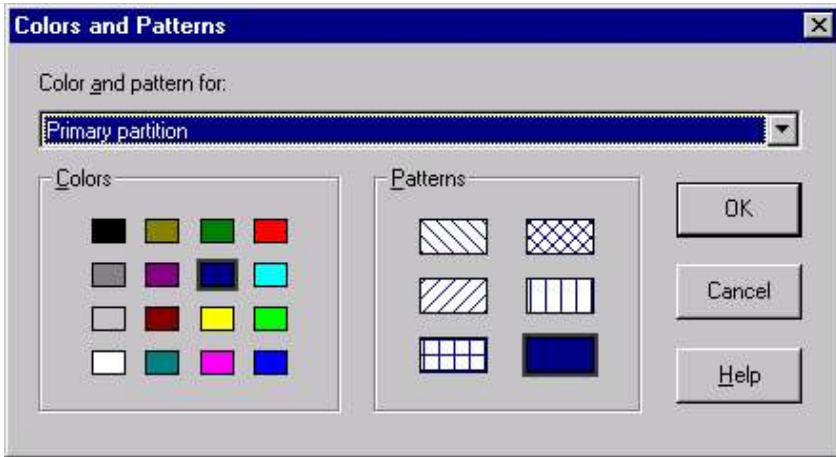 Colors and Patterns
Color and pattern for:
Primary partition
Colors
Patterns
OK
Cancel
Help